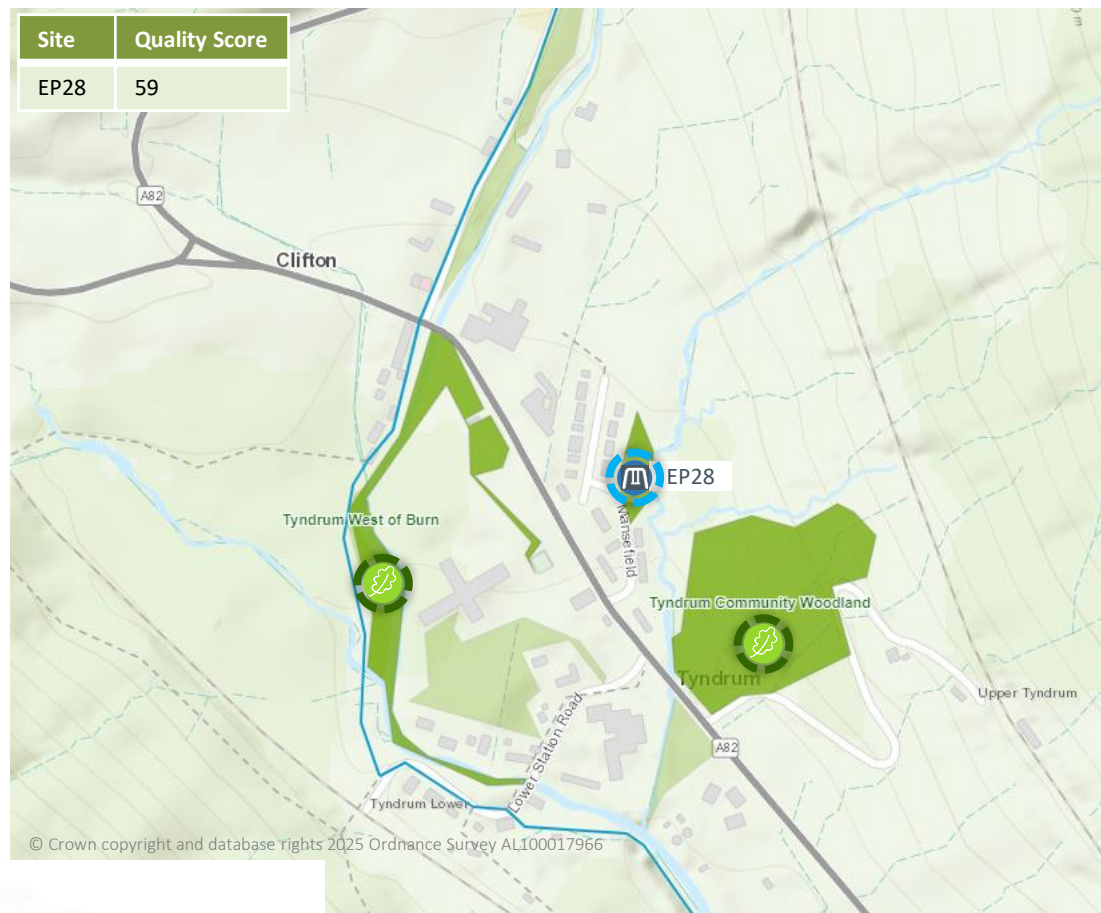 Site Quality Score
EP28 59
A82
Clifton
EP28
Tyndrum West of Burn
Mansefield
Tyndrum Community Woodland
Tyndrum
Upper Tyndrum
Lower Station Road
A82
Tyndrum Lower
© Crown copyright and database rights 2025 Ordnance Survey AL100017966